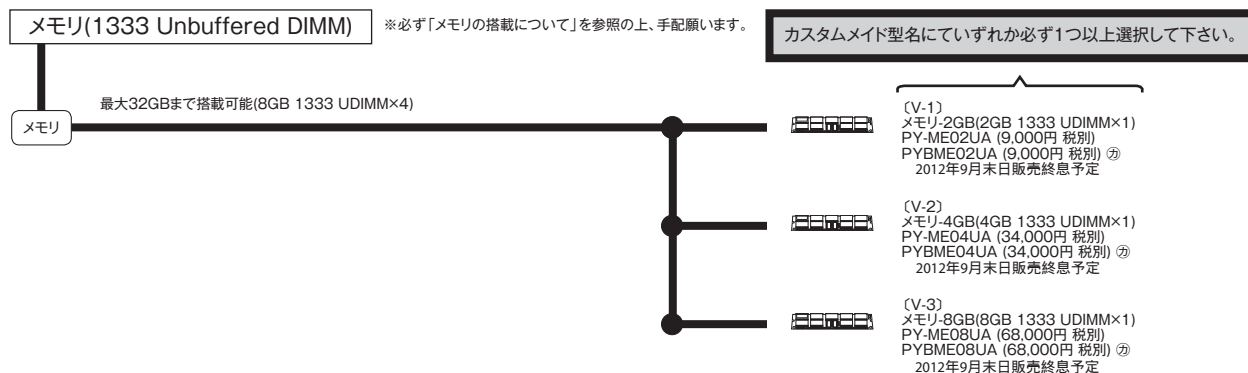 メモリ(1333 Unbuffered DIMM)
※必ず「メモリの搭載について」を参照の上、手配願います。
カスタムメイド型名にていずれか必ず1つ以上選択して下さい。
最大32GBまで搭載可能(8GB 1333 UDIMM×4)
メモリ
〔V-1〕
メモリ-2GB(2GB 1333 UDIMM×1)
PY-ME02UA (9,000円 税別)
PYBME02UA (9,000円 税別) ㋕
2012年9月末日販売終息予定
〔V-2〕
メモリ-4GB(4GB 1333 UDIMM×1)
PY-ME04UA (34,000円 税別)
PYBME04UA (34,000円 税別) ㋕
2012年9月末日販売終息予定
〔V-3〕
メモリ-8GB(8GB 1333 UDIMM×1)
PY-ME08UA (68,000円 税別)
PYBME08UA (68,000円 税別) ㋕
2012年9月末日販売終息予定